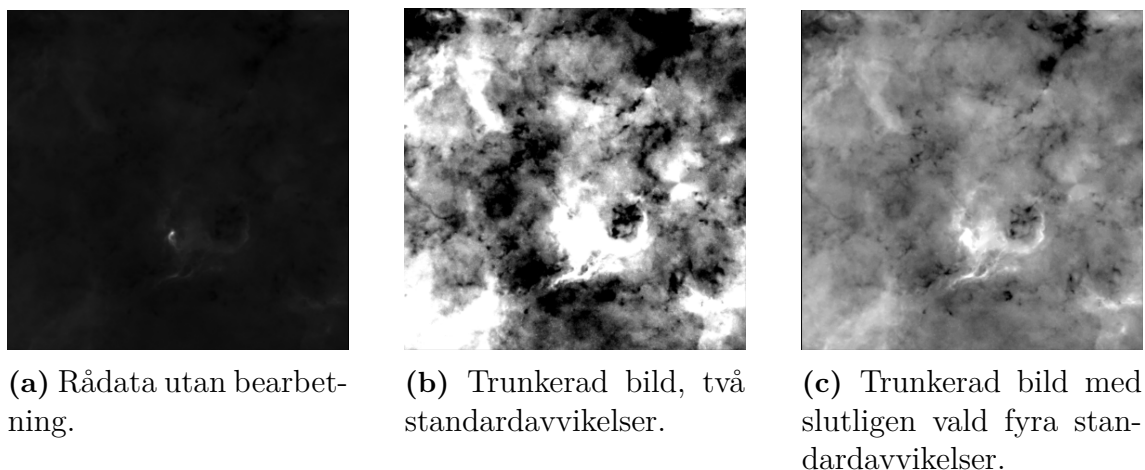 (a) Rådata utan bearbet-
ning.
(b) Trunkerad bild, två
standardavvikelser.
(c) Trunkerad bild med
slutligen vald fyra stan-
dardavvikelser.